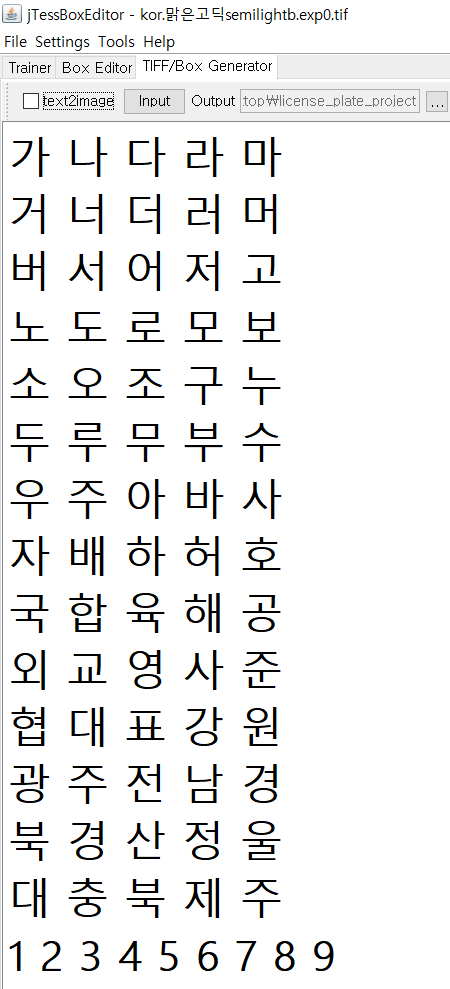 jTessBoxEditor - kor.맑은고딕semilightb.exp0.tif
File Settings Tools Help
Trainer Box Editor TIFF/Box Generator
text2image Input Output top₩license_plate_project ...
가 나 다 라 마
거 너 더 러 머
버 서 어 저 고
노 도 로 모 보
소 오 조 구 누
두 루 무 부 수
우 주 아 바 사
자 배 하 허 호
국 합 육 해 공
외 교 영 사 준
협 대 표 강 원
광 주 전 남 경
북 경 산 정 울
대 충 북 제 주
1 2 3 4 5 6 7 8 9